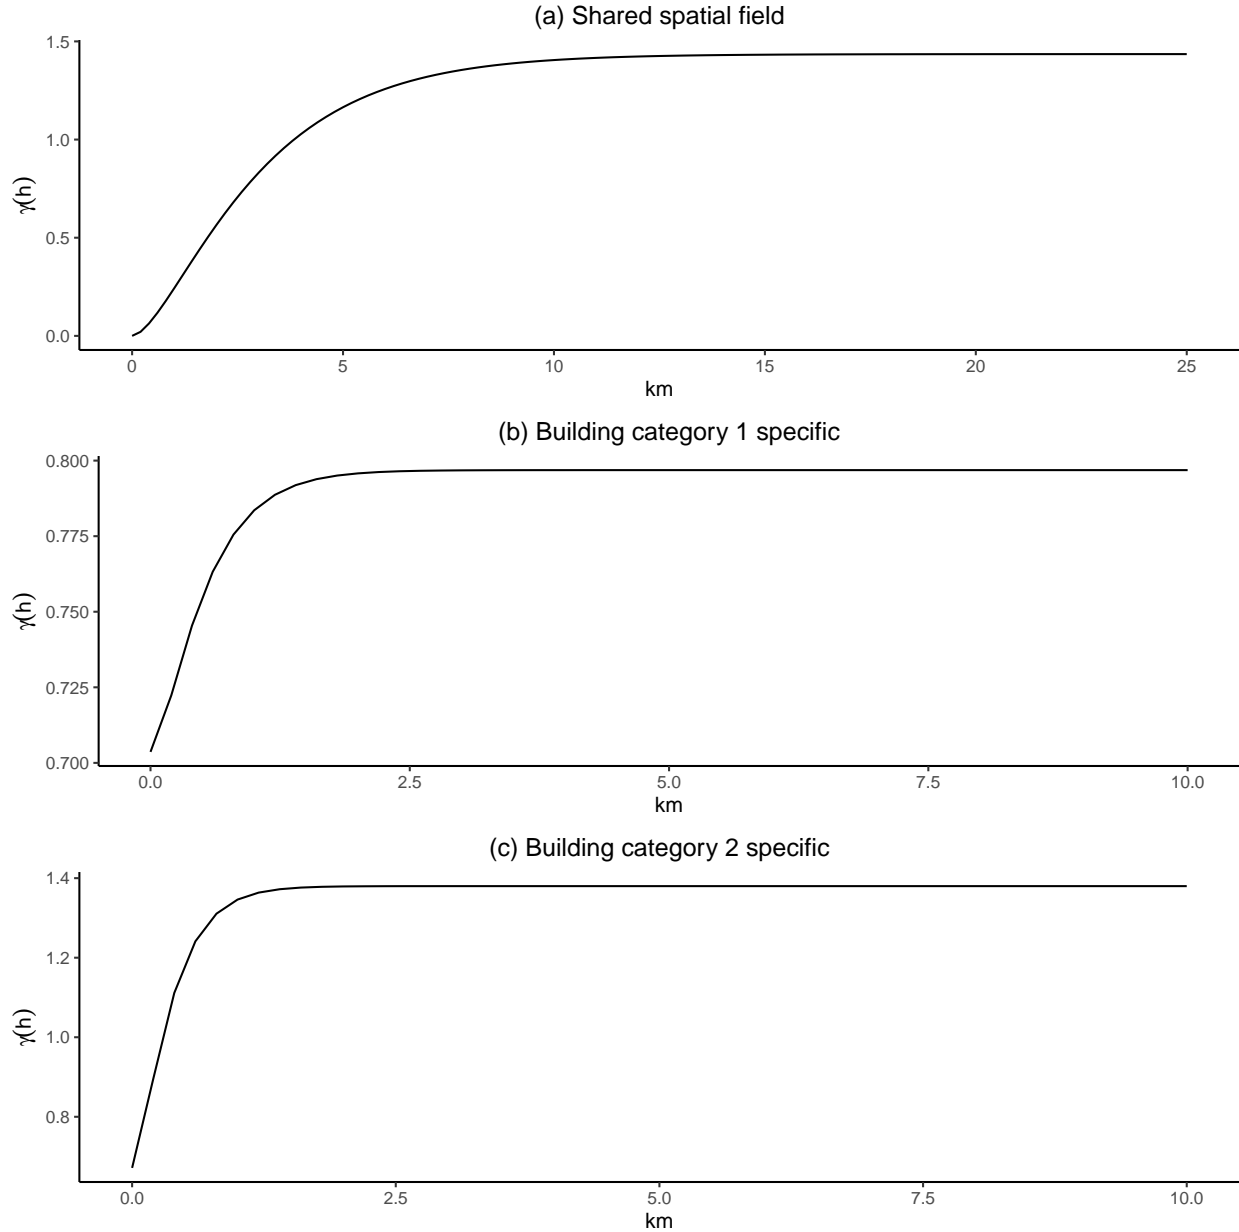 (a) Shared spatial field
1.5
1.0
0.5
0.0
γ(h)
0 5 10 15 20 25
km
(b) Building category 1 specific
0.800
0.775
0.750
0.725
0.700
γ(h)
0.0 2.5 5.0 7.5 10.0
km
(c) Building category 2 specific
1.4
1.2
1.0
0.8
γ(h)
0.0 2.5 5.0 7.5 10.0
km